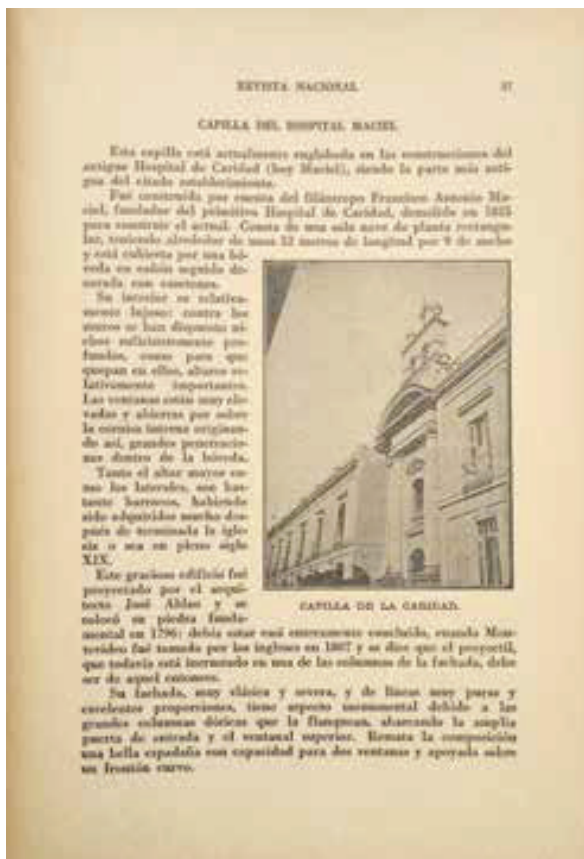 REVISTA NACIONAL 37
CAPILLA DEL HOSPITAL MACIEL
Esta capilla está actualmente englobada en las construcciones del
antiguo Hospital de Caridad (hoy Maciel), siendo la parte más anti-
gua del citado establecimiento.
Fué construida por cuenta del filántropo Francisco Antonio Ma-
ciel, fundador del primitivo Hospital de Caridad, demolido en 1825
para construir el actual. Consta de una sola nave de planta rectangu-
lar, teniendo alrededor de unos 32 metros de longitud por 9 de ancho
y está cubierta por una bó-
veda en cañón seguido de-
corada con casetones.
Su interior es relativa-
mente lujoso: contra los
muros se han dispuesto ni-
chos suficientemente pro-
fundos, como para que
quepan en ellos, altares re-
lativamente importantes.
Las ventanas están muy ele-
vadas y abiertas por sobre
la cornisa interna originan-
do así, grandes penetracio-
nes dentro de la bóveda.
Tanto el altar mayor co-
mo los laterales, son bas-
tante barrocos, habiendo
sido adquiridos mucho des-
pués de terminada la igle-
sia o sea en pleno siglo
XIX.
Este gracioso edificio fué
proyectado por el arqui-
tecto José y se
colocó su piedra funda-
mental en 1796: debía estar casi enteramente concluido, cuando Mon-
tevideo fué tomada por los ingleses en 1807 y se dice que el proyectil,
que todavía está incrustado en una de las columnas de la fachada, debe
ser de aquel entonces.
Su fachada, muy clásica y severa, y de líneas muy puras y
excelentes proporciones, tiene aspecto monumental debido a las
grandes columnas dóricas que la flanquean, abarcando la amplia
puerta de entrada y el ventanal superior. Remata la composición
una bella espadaña con capacidad para dos ventanas y apoyada sobre
un frontón curvo.
CAPILLA DE LA CARIDAD.